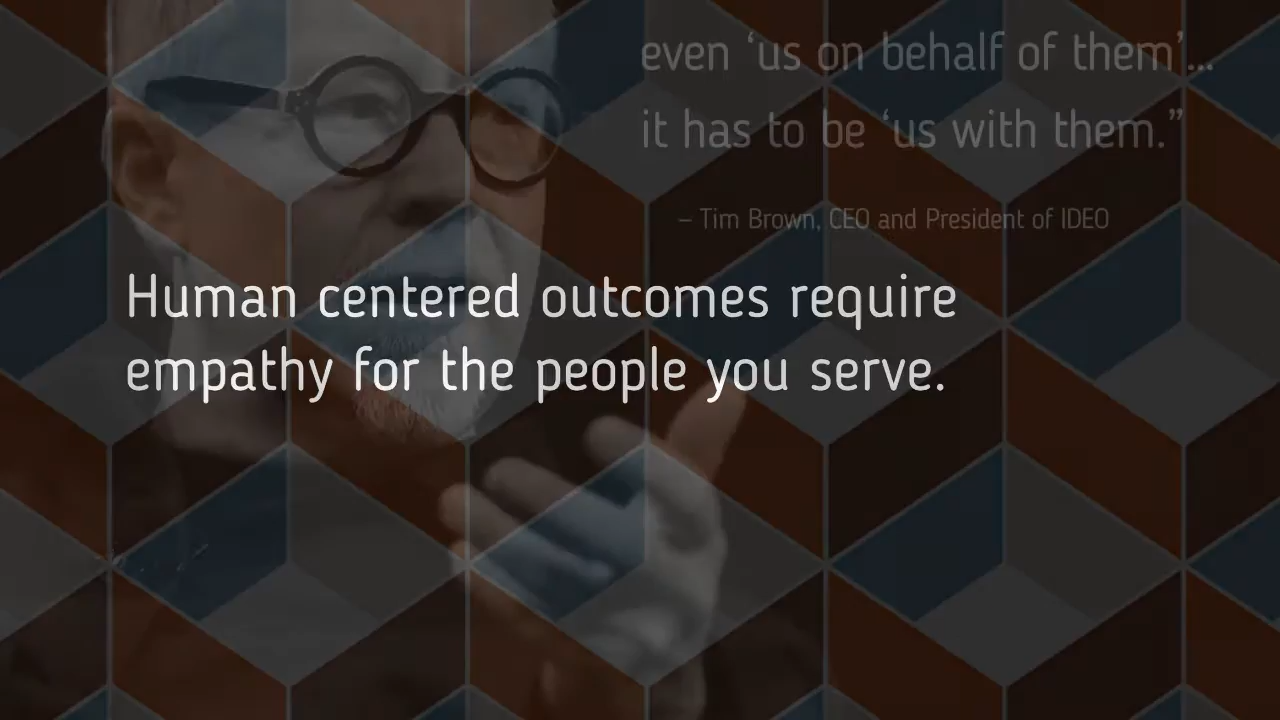 even ‘us on behalf of them’...
it has to be ‘us with them.”
– Tim Brown, CEO and President of IDEO
Human centered outcomes require
empathy for the people you serve.